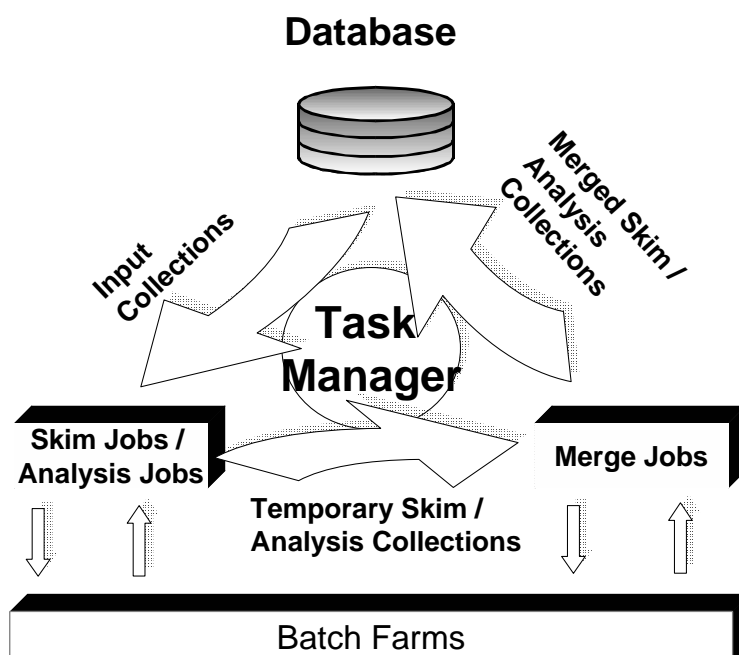 Database
Input
Collections
Merged Skim /
Analysis
Collections
Task
Manager
Skim Jobs /
Analysis Jobs
Merge Jobs
Temporary Skim /
Analysis Collections
Batch Farms